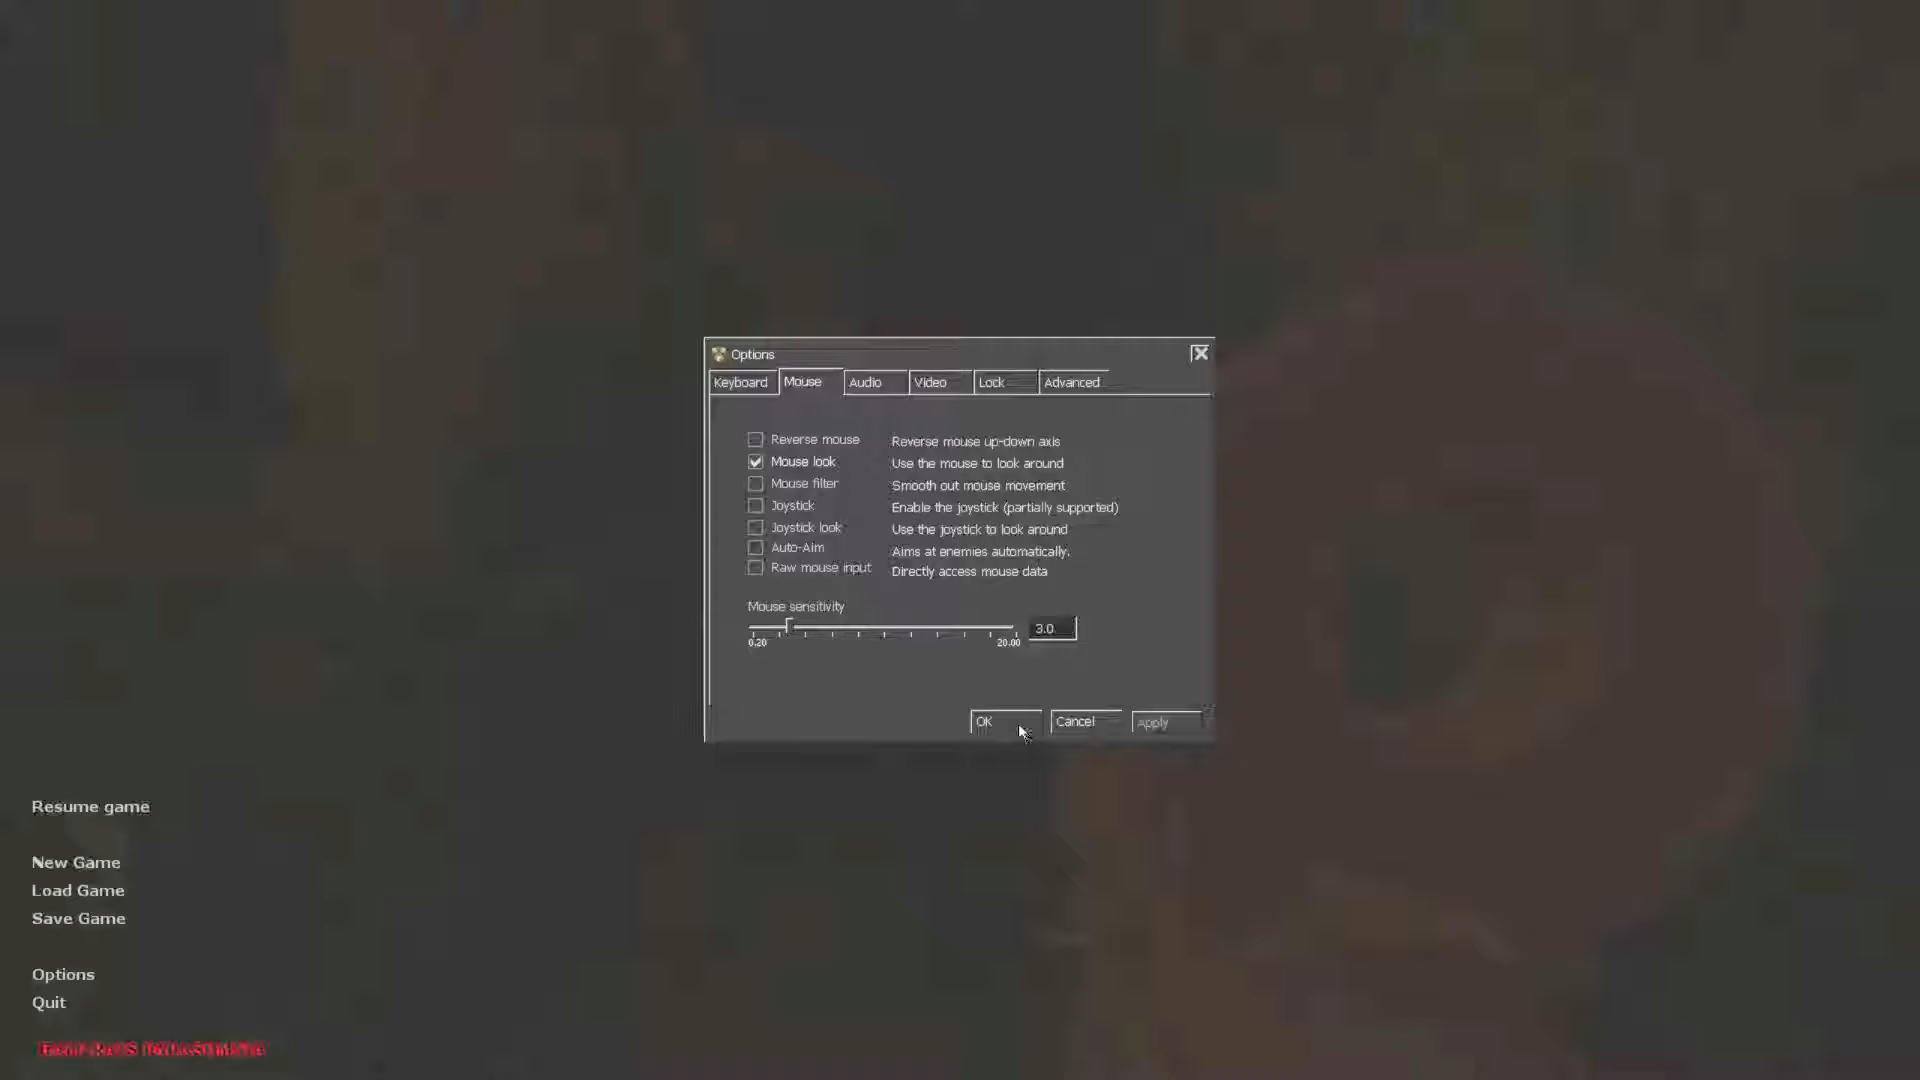 Options
Keyboard Mouse Audio Video Lock Advanced
Reverse mouse Reverse mouse up-down axis
Mouse look Use the mouse to look around
Mouse filter Smooth out mouse movement
Joystick Enable the joystick (partially supported)
Joystick look Use the joystick to look around
Auto-Aim Aims at enemies automatically.
Raw mouse input Directly access mouse data
Mouse sensitivity
3.0
0.20 20.00
OK Cancel Apply
Resume game
New Game
Load Game
Save Game
Options
Quit